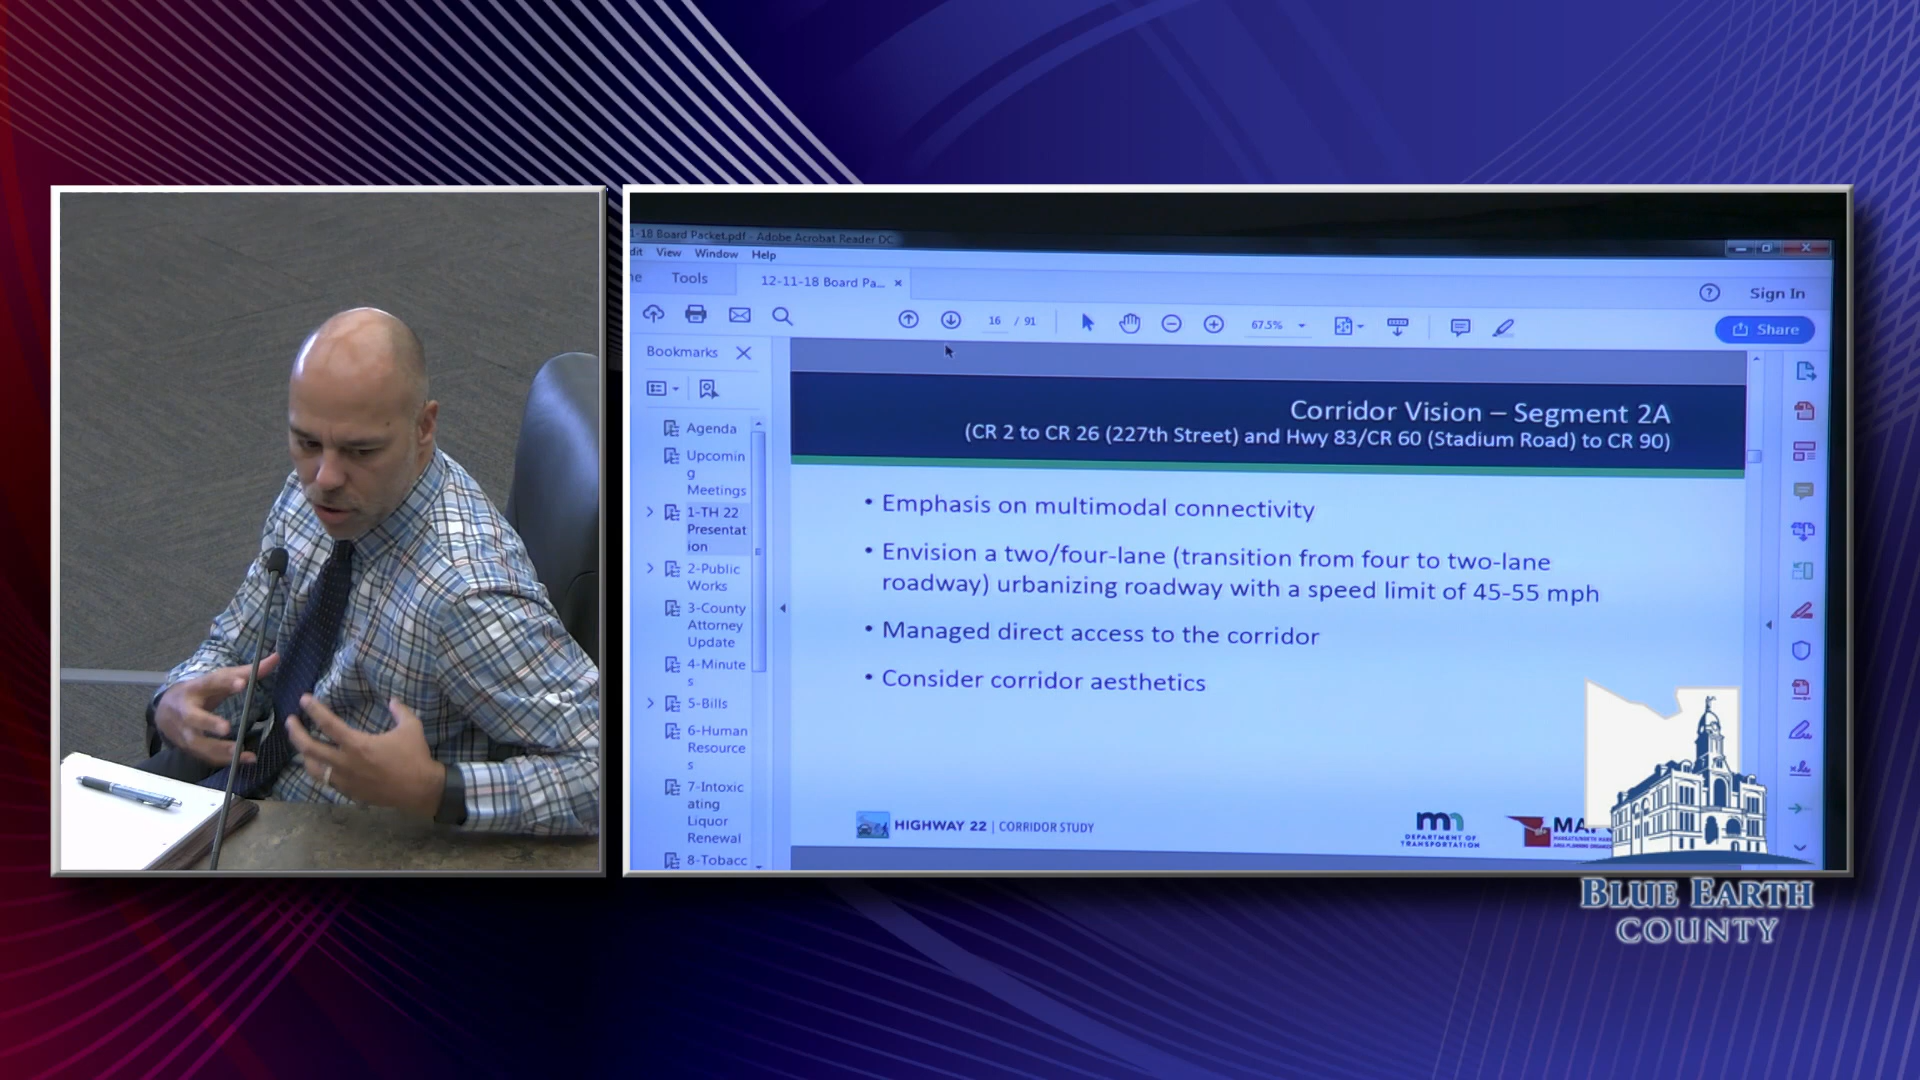 1-18 Board Packet.pdf - Adobe Acrobat Reader DC
dit View Window Help
Tools
12-11-18 Board Pa...
Sign In
16 / 91
67.5%
Share
Bookmarks
Agenda
Upcomin
g
Meetings
1-TH 22
Presentat
ion
2-Public
Works
3-County
Attorney
Update
4-Minute
s
5-Bills
6-Human
Resource
s
7-Intoxic
ating
Liquor
Renewal
8-Tobacc
Corridor Vision – Segment 2A
(CR 2 to CR 26 (227th Street) and Hwy 83/CR 60 (Stadium Road) to CR 90)
• Emphasis on multimodal connectivity
• Envision a two/four-lane (transition from four to two-lane
roadway) urbanizing roadway with a speed limit of 45-55 mph
• Managed direct access to the corridor
• Consider corridor aesthetics
HIGHWAY 22 | CORRIDOR STUDY
DEPARTMENT OF
TRANSPORTATION
BLUE EARTH
COUNTY